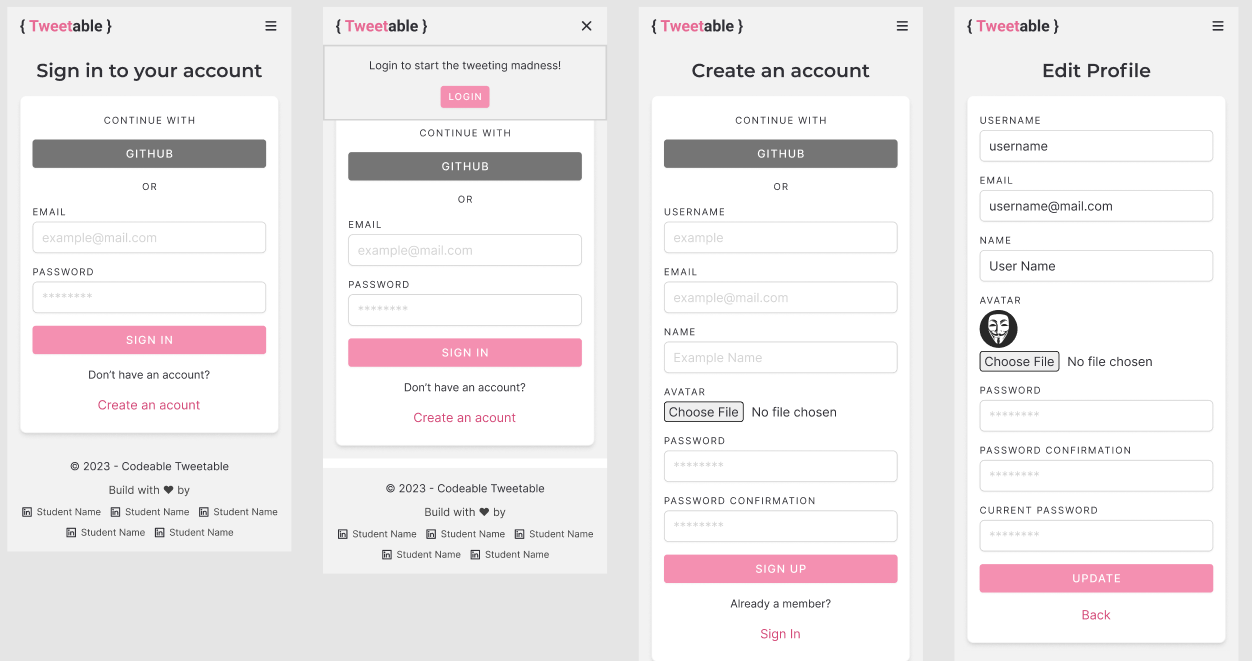 { Tweetable }
Sign in to your account
CONTINUE WITH
GITHUB
OR
EMAIL
example@mail.com
PASSWORD
********
SIGN IN
Don't have an account?
Create an acount
© 2023 - Codeable Tweetable
Build with ❤ by
Student Name Student Name Student Name
Student Name Student Name
{ Tweetable }
Login to start the tweeting madness!
LOGIN
CONTINUE WITH
GITHUB
OR
EMAIL
example@mail.com
PASSWORD
********
SIGN IN
Don't have an account?
Create an acount
© 2023 - Codeable Tweetable
Build with ❤ by
Student Name Student Name Student Name
Student Name Student Name
{ Tweetable }
Create an account
CONTINUE WITH
GITHUB
OR
USERNAME
example
EMAIL
example@mail.com
NAME
Example Name
AVATAR
Choose File No file chosen
PASSWORD
********
PASSWORD CONFIRMATION
********
SIGN UP
Already a member?
Sign In
{ Tweetable }
Edit Profile
USERNAME
username
EMAIL
username@mail.com
NAME
User Name
AVATAR
Choose File No file chosen
PASSWORD
********
PASSWORD CONFIRMATION
********
CURRENT PASSWORD
********
UPDATE
Back